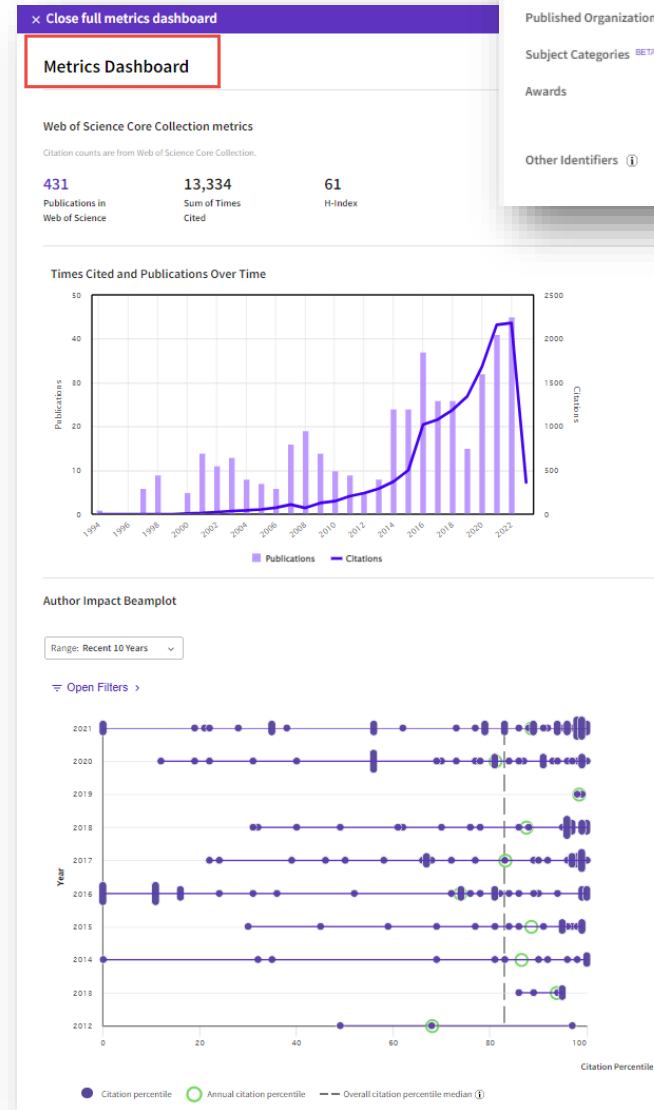 × Close full metrics dashboard
Metrics Dashboard
Published Organization
Subject Categories BETA
Awards
Other Identifiers
Web of Science Core Collection metrics
Citation counts are from Web of Science Core Collection.
431 13,334 61
Publications in Sum of Times H-Index
Web of Science Cited
Times Cited and Publications Over Time
50 2500
40 2000
30 1500
20 1000
10 500
0 0
Publications
Citations
1994 1996 1998 2000 2002 2004 2006 2008 2010 2012 2014 2016 2018 2020 2022
Publications Citations
Author Impact Beamplot
Range: Recent 10 Years
Open Filters >
2021
2020
2019
2018
2017
2016
2015
2014
2013
2012
Year
0 20 40 60 80 100
Citation Percentile
Citation percentile Annual citation percentile Overall citation percentile median